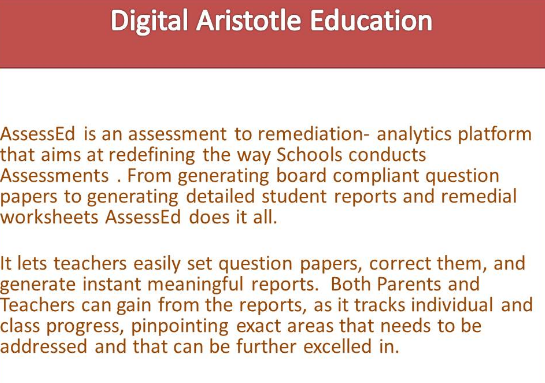 Digital Aristotle Education
AssessEd is an assessment to remediation- analytics platform
that aims at redefining the way Schools conducts
Assessments . From generating board compliant question
papers to generating detailed student reports and remedial
worksheets AssessEd does it all.
It lets teachers easily set question papers, correct them, and
generate instant meaningful reports. Both Parents and
Teachers can gain from the reports, as it tracks individual and
class progress, pinpointing exact areas that needs to be
addressed and that can be further excelled in.